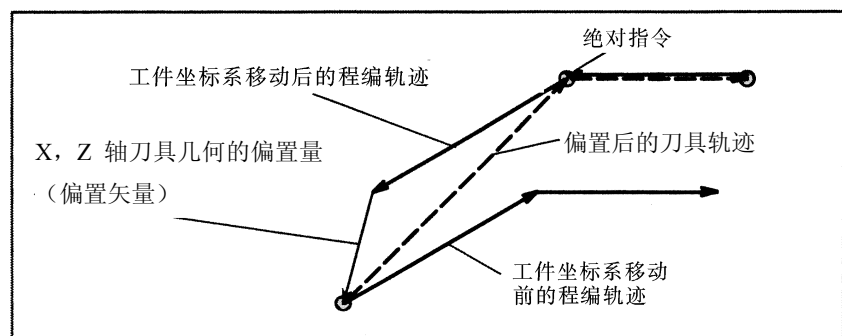 绝对指令
工件坐标系移动后的程编轨迹
X，Z 轴刀具几何的偏置量
（偏置矢量）
偏置后的刀具轨迹
工件坐标系移动
前的程编轨迹